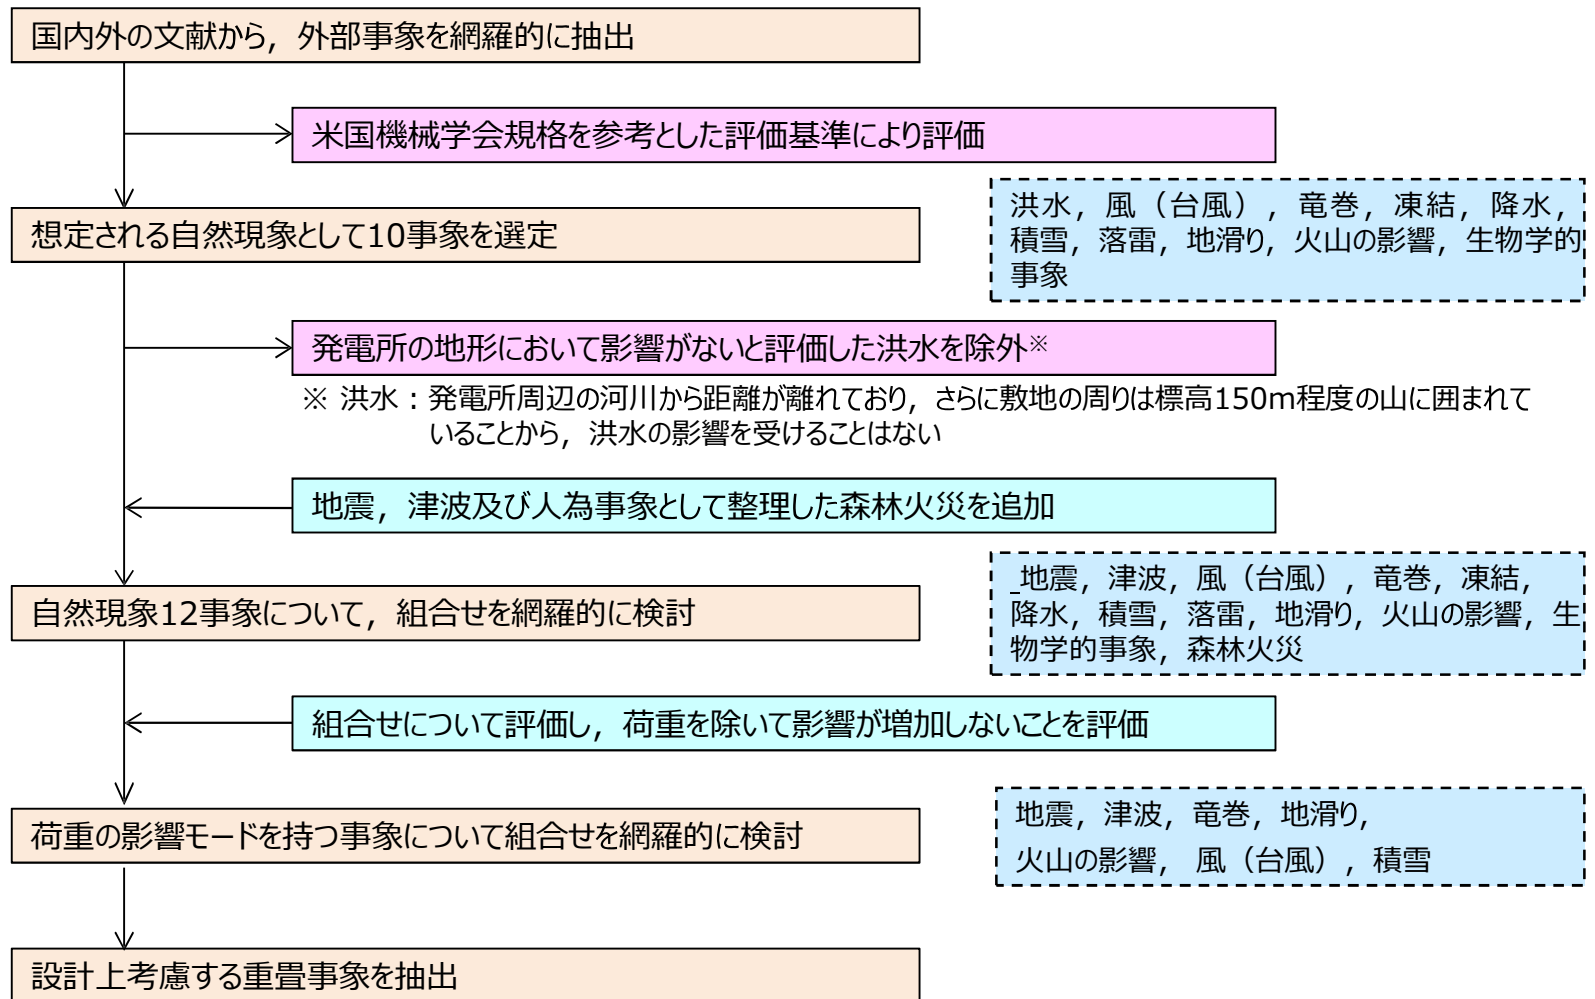 国内外の文献から，外部事象を網羅的に抽出
米国機械学会規格を参考とした評価基準により評価
想定される自然現象として10事象を選定
洪水，風（台風），竜巻，凍結，降水，
積雪，落雷，地滑り，火山の影響，生物学的
事象
発電所の地形において影響がないと評価した洪水を除外※
※ 洪水：発電所周辺の河川から距離が離れており，さらに敷地の周りは標高150m程度の山に囲まれて
いることから，洪水の影響を受けることはない
地震，津波及び人為事象として整理した森林火災を追加
自然現象12事象について，組合せを網羅的に検討
_地震，津波，風（台風），竜巻，凍結，
降水，積雪，落雷，地滑り，火山の影響，生
物学的事象，森林火災
組合せについて評価し，荷重を除いて影響が増加しないことを評価
荷重の影響モードを持つ事象について組合せを網羅的に検討
地震，津波，竜巻，地滑り，
火山の影響， 風（台風），積雪
設計上考慮する重畳事象を抽出